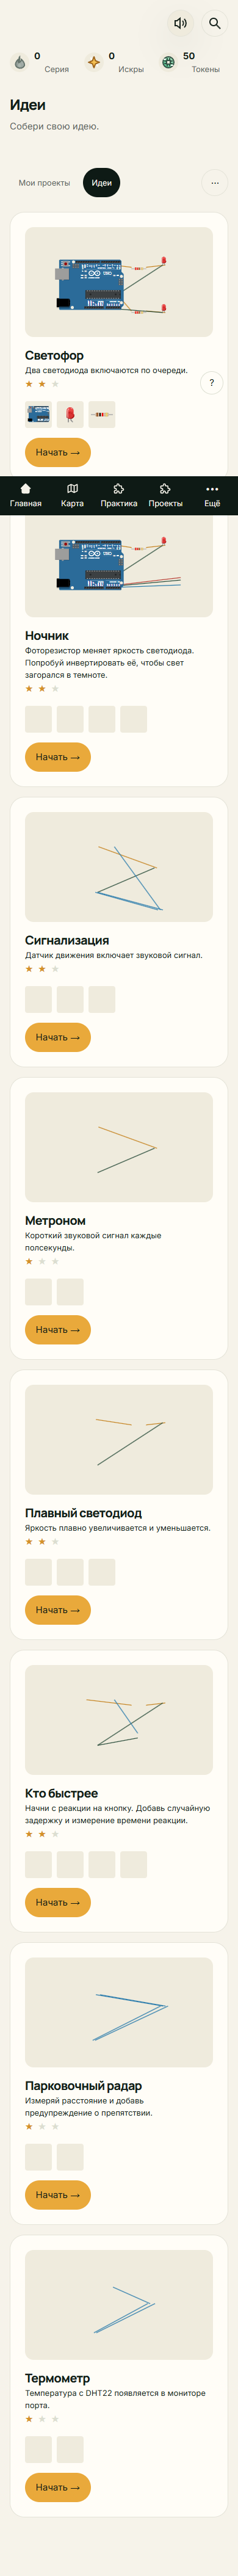 0
Серия
0
Искры
50
Токены
Идеи
Собери свою идею.
Мои проекты
Идеи
...
Светофор
Два светодиода включаются по очереди.
?
Начать →
Главная
Карта
Практика
Проекты
Ещё
Ночник
Фоторезистор меняет яркость светодиода.
Попробуй инвертировать её, чтобы свет
загорался в темноте.
Начать →
Сигнализация
Датчик движения включает звуковой сигнал.
Начать →
Метроном
Короткий звуковой сигнал каждые
полсекунды.
Начать →
Плавный светодиод
Яркость плавно увеличивается и уменьшается.
Начать →
Кто быстрее
Начни с реакции на кнопку. Добавь случайную
задержку и измерение времени реакции.
Начать →
Парковочный радар
Измеряй расстояние и добавь
предупреждение о препятствии.
Начать →
Термометр
Температура с DHT22 появляется в мониторе
порта.
Начать →